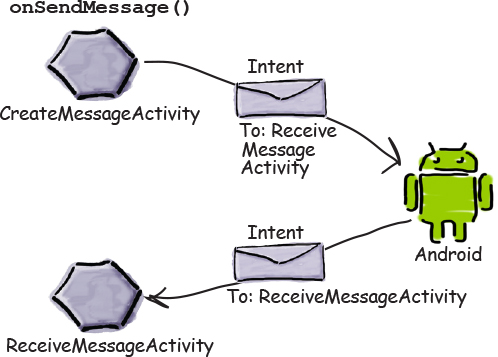 onSendMessage()
Intent
CreateMessageActivity
To: Receive
Message
Activity
Intent
Android
To: ReceiveMessageActivity
ReceiveMessageActivity